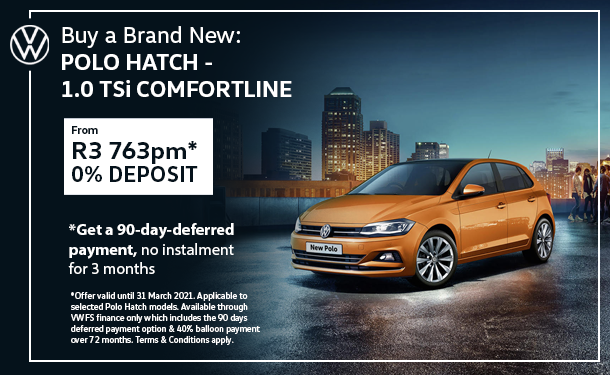 Buy a Brand New:
POLO HATCH -
1.0 TSi COMFORTLINE
From
R3 763pm*
0% DEPOSIT
*Get a 90-day-deferred
payment, no instalment
for 3 months
*Offer valid until 31 March 2021. Applicable to
selected Polo Hatch models. Available through
VWFS finance only which includes the 90 days
deferred payment option & 40% balloon payment
over 72 months. Terms & Conditions apply.
New Polo